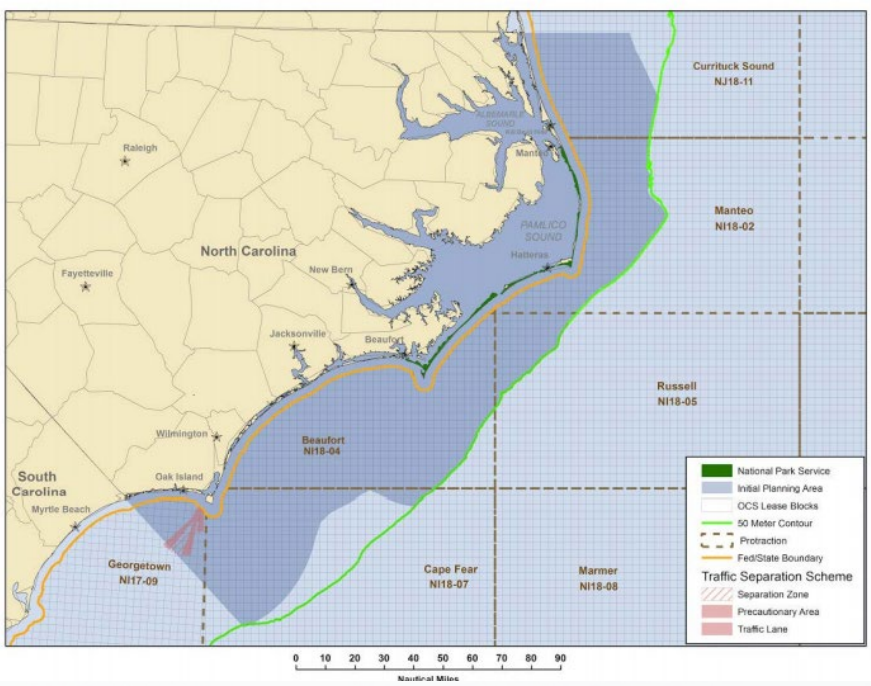 Currituck Sound
NJ18-11
ALBEMARLE
SOUND
Raleigh
Manteo
Manteo
NI18-02
PAMLICO
SOUND
North Carolina
Hatteras
Fayetteville
New Bern
Jacksonville
Beaufort
Russell
NI18-05
Wilmington
Beaufort
NI18-04
South
Carolina
Oak Island
Myrtle Beach
Georgetown
NI17-09
Cape Fear
NI18-07
Marmer
NI18-08
National Park Service
Initial Planning Area
OCS Lease Blocks
50 Meter Contour
Protraction
Fed/State Boundary
Traffic Separation Scheme
Separation Zone
Precautionary Area
Traffic Lane
0 10 20 30 40 50 60 70 80 90
Nautical Miles